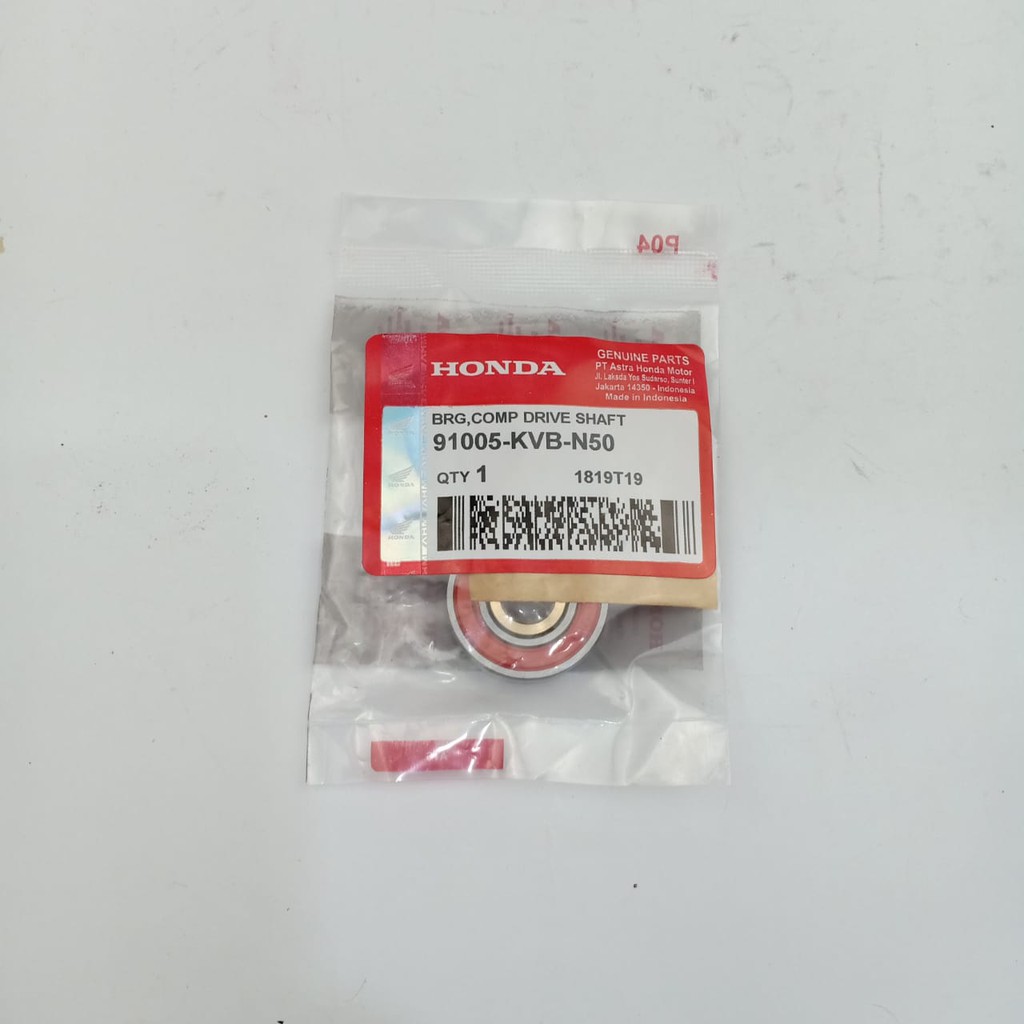 P04
HONDA
GENUINE PARTS
PT Astra Honda Motor
Jl. Laksda Yos Sudarso, Sunter I
Jakarta 14350 - Indonesia
Made in Indonesia
BRG,COMP DRIVE SHAFT
91005-KVB-N50
QTY 1 1819T19